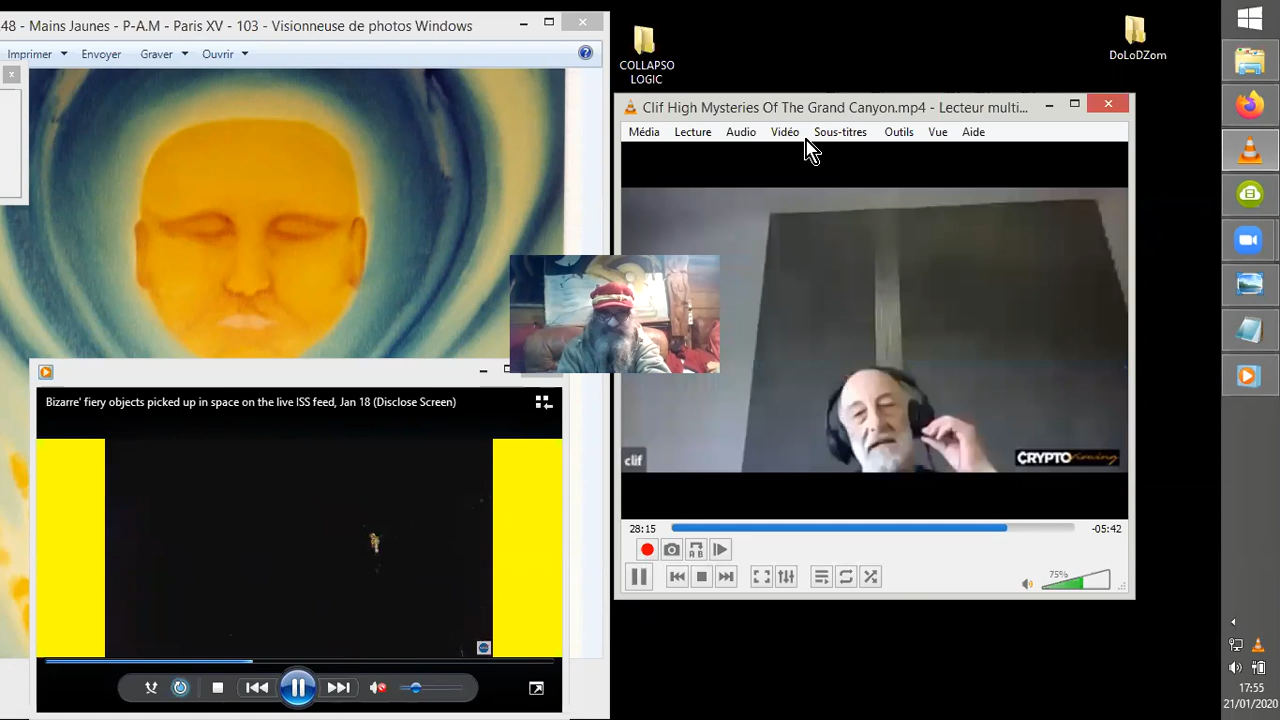 48 - Mains Jaunes - P-A.M - Paris XV - 103 - Visionneuse de photos Windows
Imprimer Envoyer Graver Ouvrir
COLLAPSO
LOGIC
DoLoDZom
Clif High Mysteries Of The Grand Canyon.mp4 - Lecteur multi...
Média Lecture Audio Vidéo Sous-titres Outils Vue Aide
clif
CRYPTO viewing
28:15
-05:42
75%
Bizarre' fiery objects picked up in space on the live ISS feed, Jan 18 (Disclose Screen)
17:55
21/01/2020